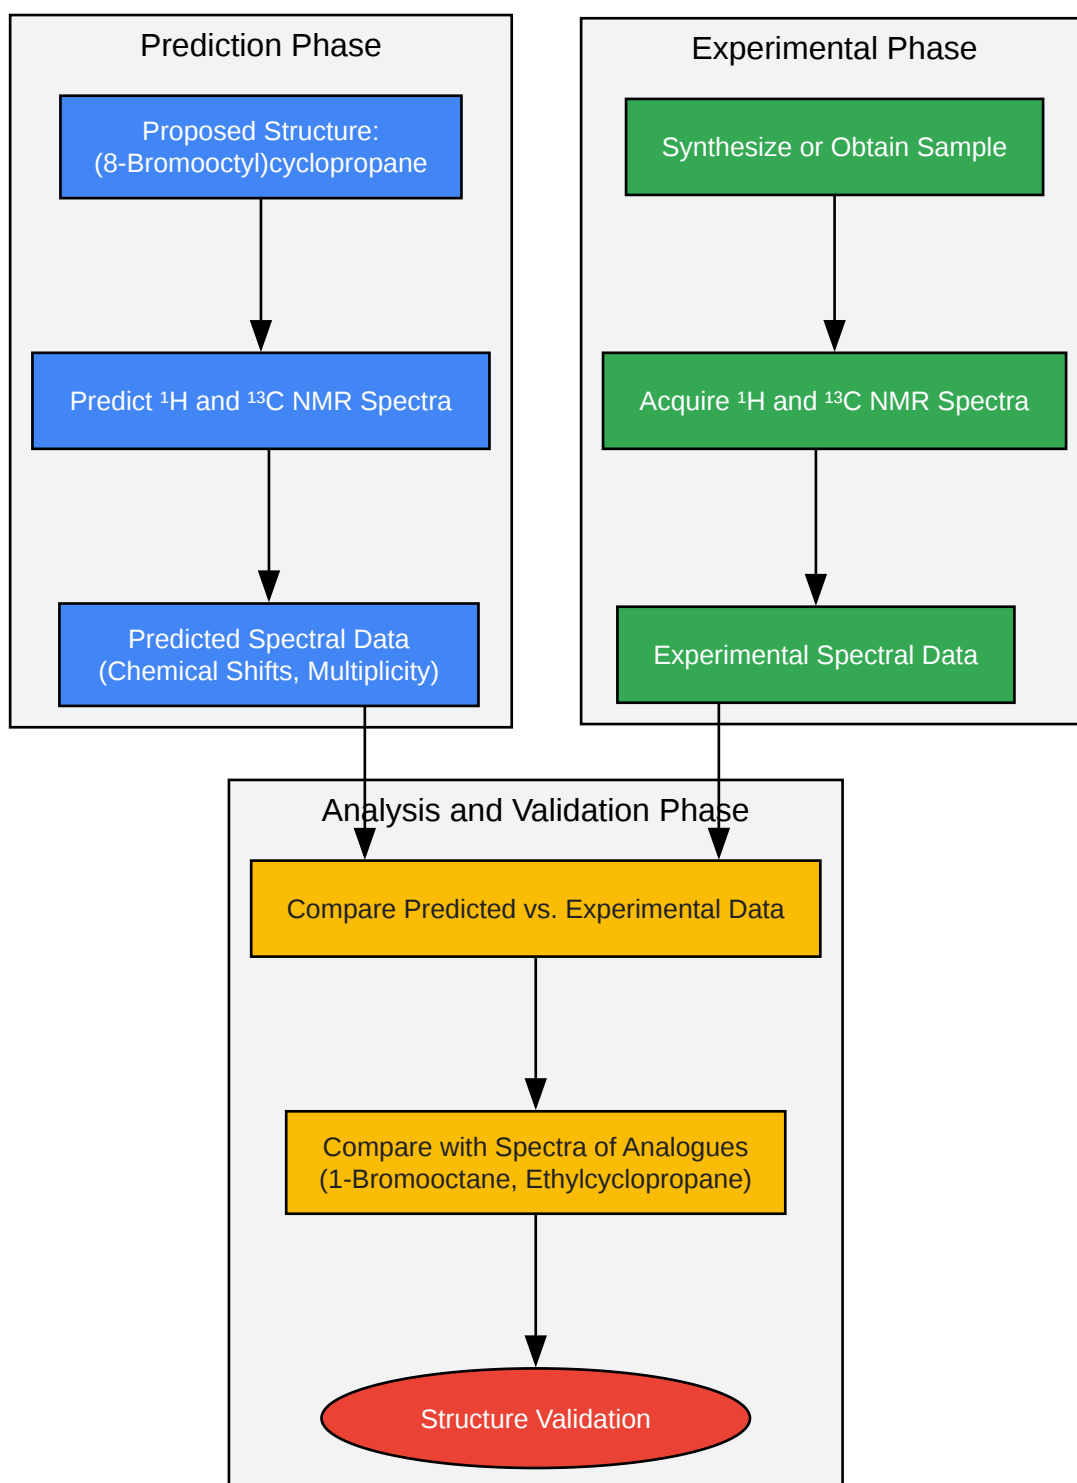 Prediction Phase
Proposed Structure:
(8-Bromooctyl)cyclopropane
Predict ¹H and ¹³C NMR Spectra
Predicted Spectral Data
(Chemical Shifts, Multiplicity)
Experimental Phase
Synthesize or Obtain Sample
Acquire ¹H and ¹³C NMR Spectra
Experimental Spectral Data
Analysis and Validation Phase
Compare Predicted vs. Experimental Data
Compare with Spectra of Analogues
(1-Bromooctane, Ethylcyclopropane)
Structure Validation